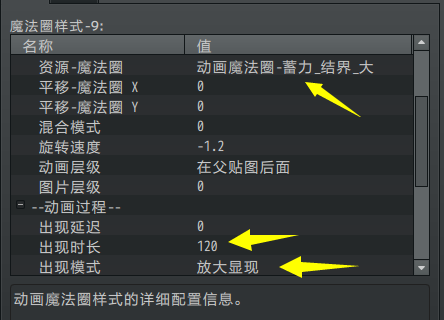 魔法圈样式-9:
名称 值
资源-魔法圈 动画魔法圈-蓄力_结界_大
平移-魔法圈 X 0
平移-魔法圈 Y 0
混合模式 0
旋转速度 -1.2
动画层级 在父贴图后面
图片层级 0
--动画过程--
出现延迟 0
出现时长 120
出现模式 放大显现
动画魔法圈样式的详细配置信息。